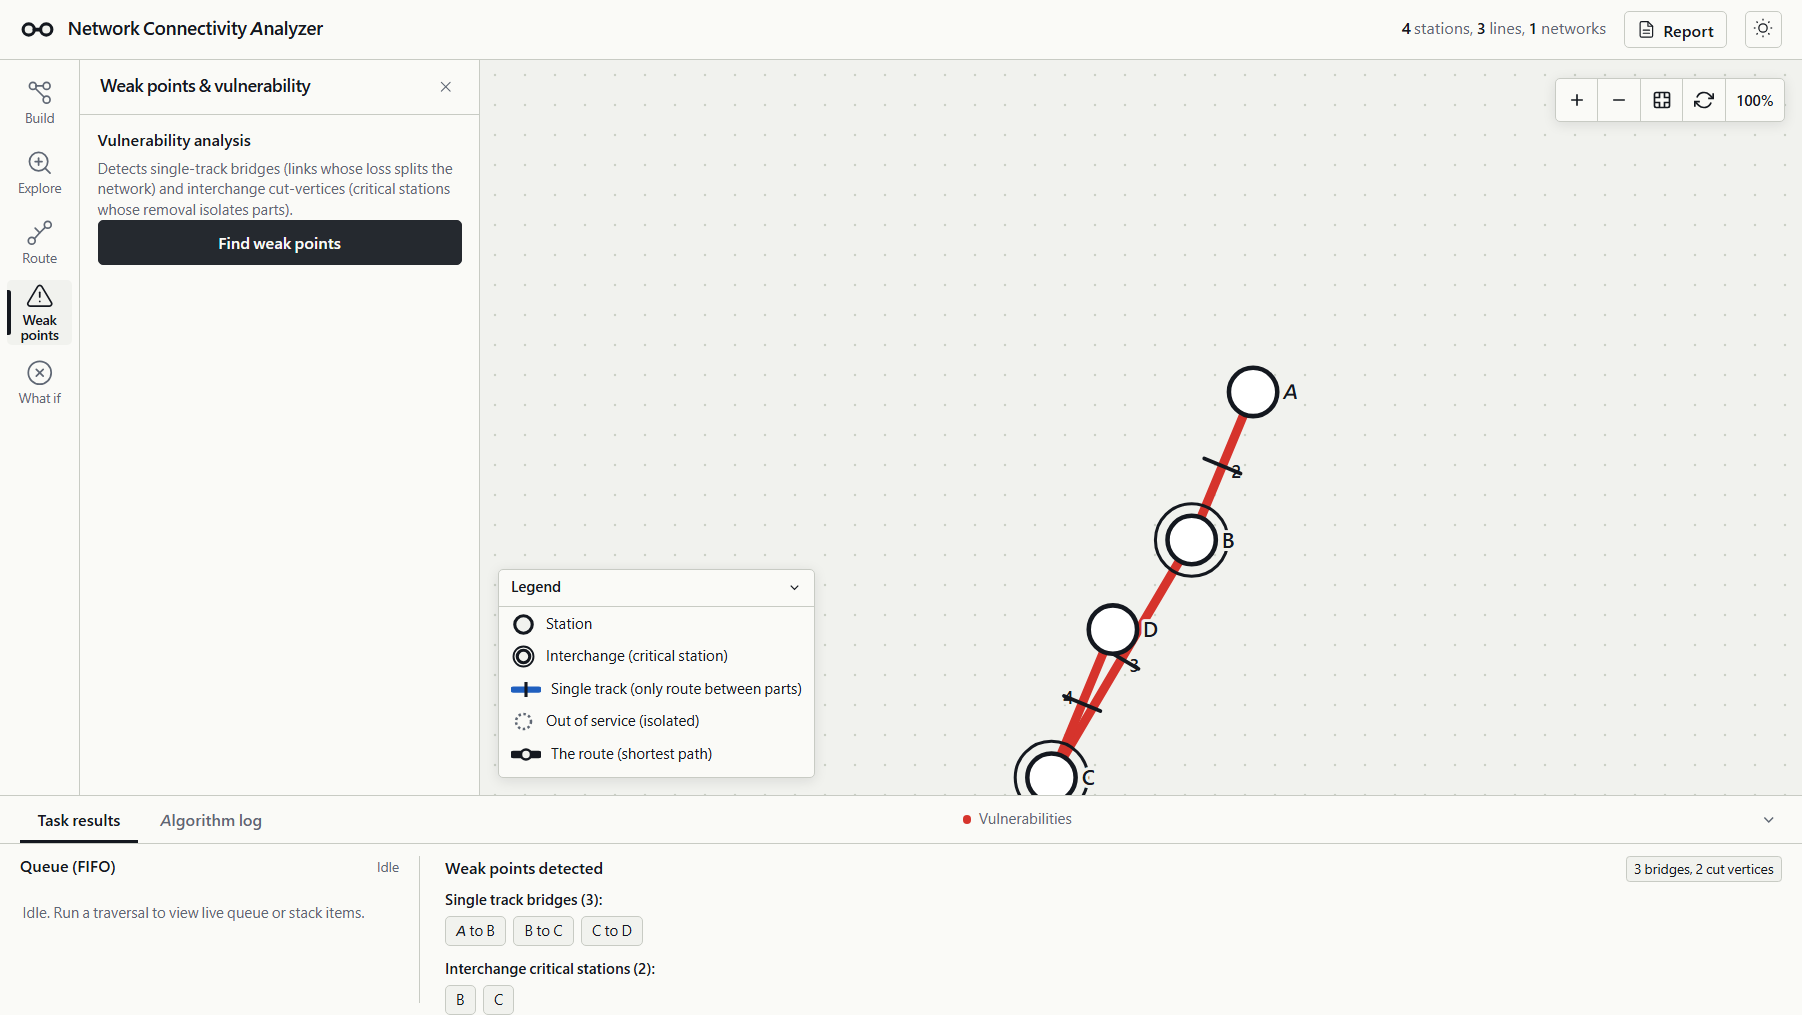 Network Connectivity Analyzer
4 stations, 3 lines, 1 networks
Report
Build
Explore
Route
Weak
points
What if
Weak points & vulnerability
Vulnerability analysis
Detects single-track bridges (links whose loss splits the
network) and interchange cut-vertices (critical stations
whose removal isolates parts).
Find weak points
100%
A
2
B
D
3
4
C
Legend
Station
Interchange (critical station)
Single track (only route between parts)
Out of service (isolated)
The route (shortest path)
Task results
Algorithm log
Vulnerabilities
Queue (FIFO)
Idle
Idle. Run a traversal to view live queue or stack items.
Weak points detected
3 bridges, 2 cut vertices
Single track bridges (3):
A to B
B to C
C to D
Interchange critical stations (2):
B
C